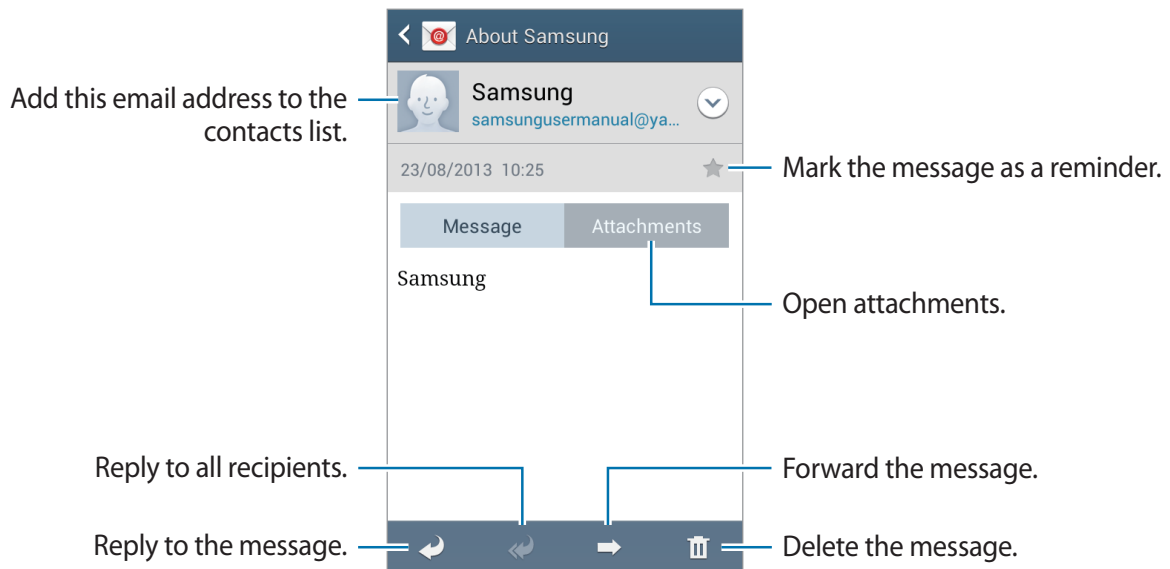 About Samsung
Add this email address to the
contacts list.
Samsung
samsungusermanual@ya...
23/08/2013 10:25
Mark the message as a reminder.
Message
Attachments
Samsung
Open attachments.
Reply to all recipients.
Forward the message.
Reply to the message.
Delete the message.